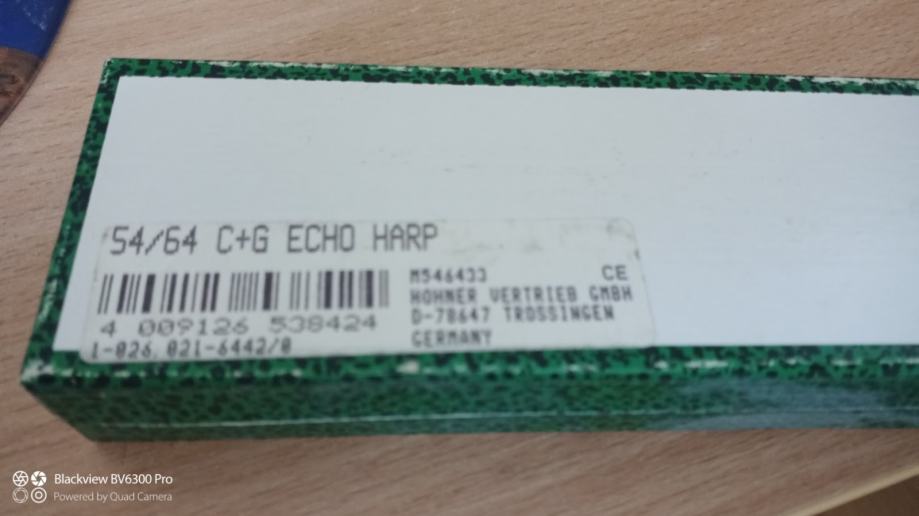 54/64 C+G ECHO HARP
M546433 CE
HOHNER VERTRIEB GMBH
D-78647 TROSSINGEN
GERMANY
4 009126 538424
1-026.021-6442/0
Blackview BV6300 Pro
Powered by Quad Camera